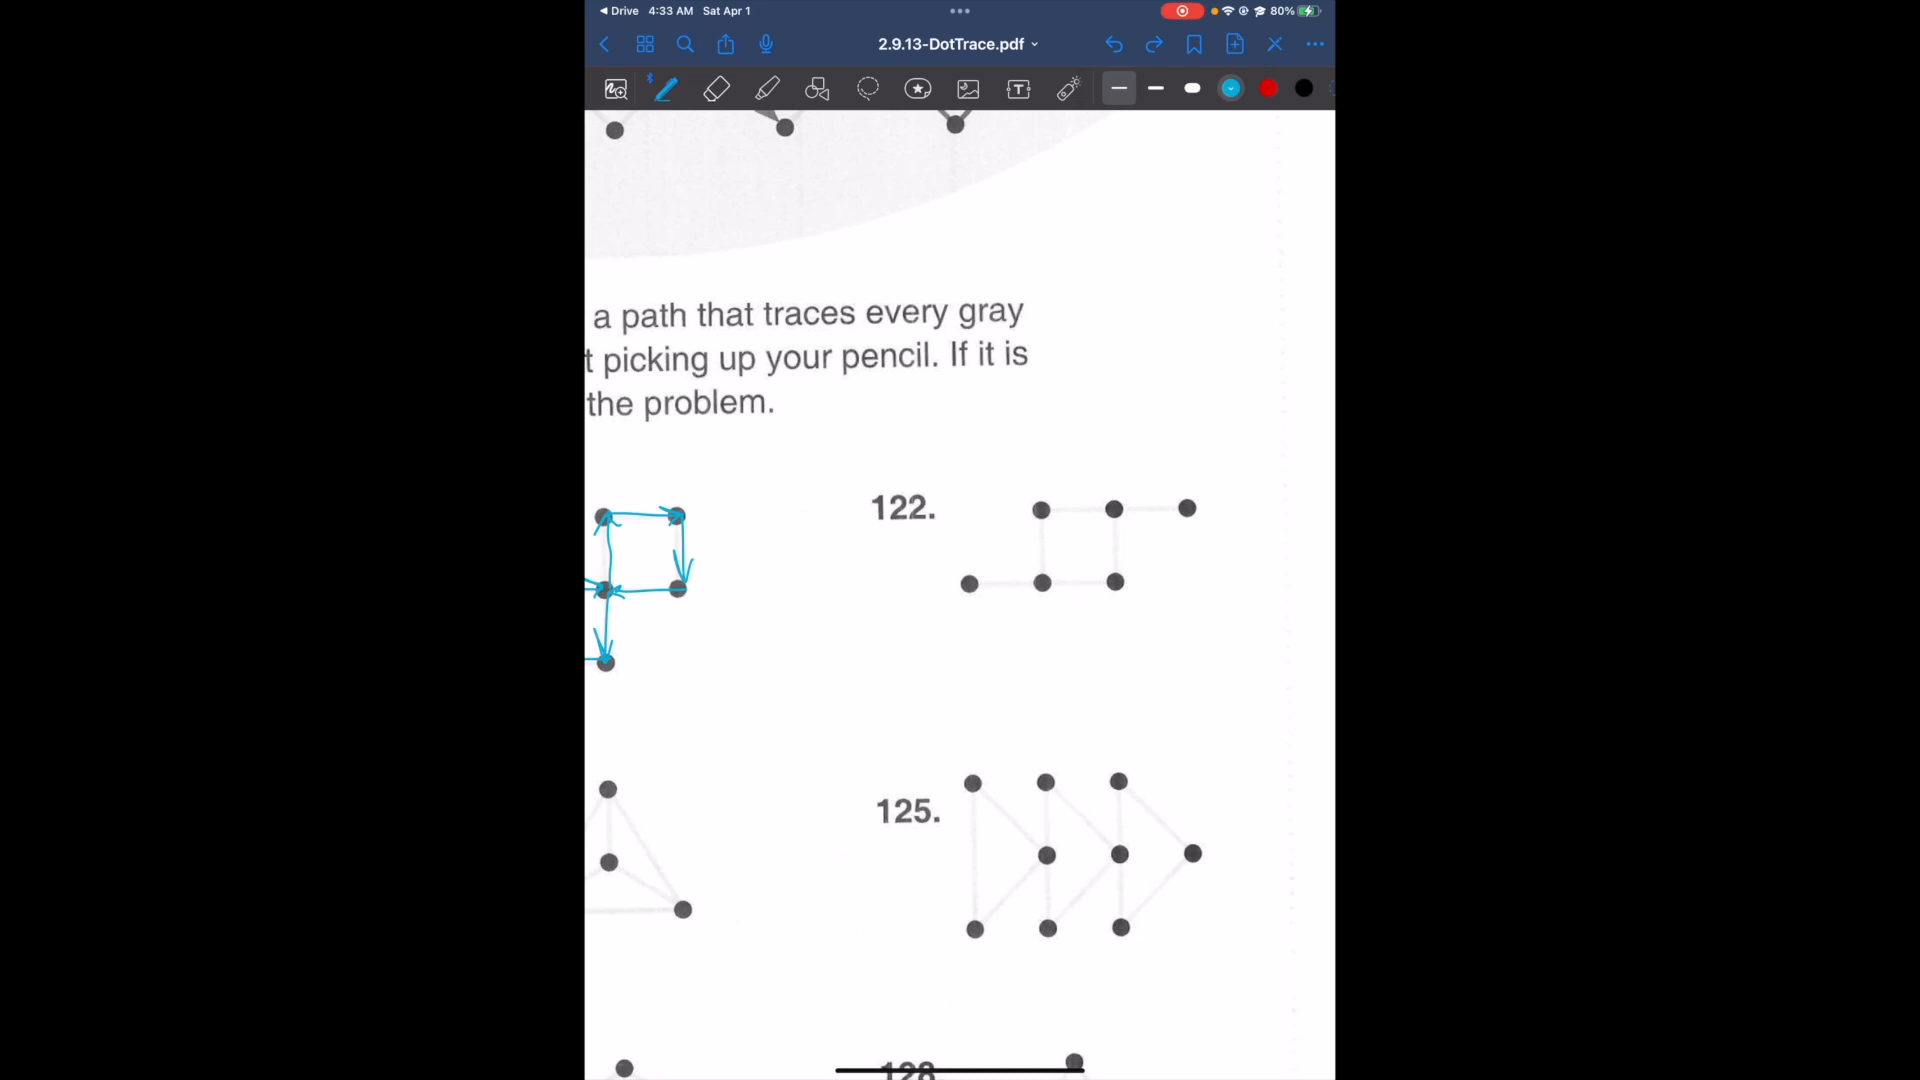 Drive 4:33 AM Sat Apr 1
80%
2.9.13-DotTrace.pdf
a path that traces every gray
t picking up your pencil. If it is
the problem.
122.
125.
128